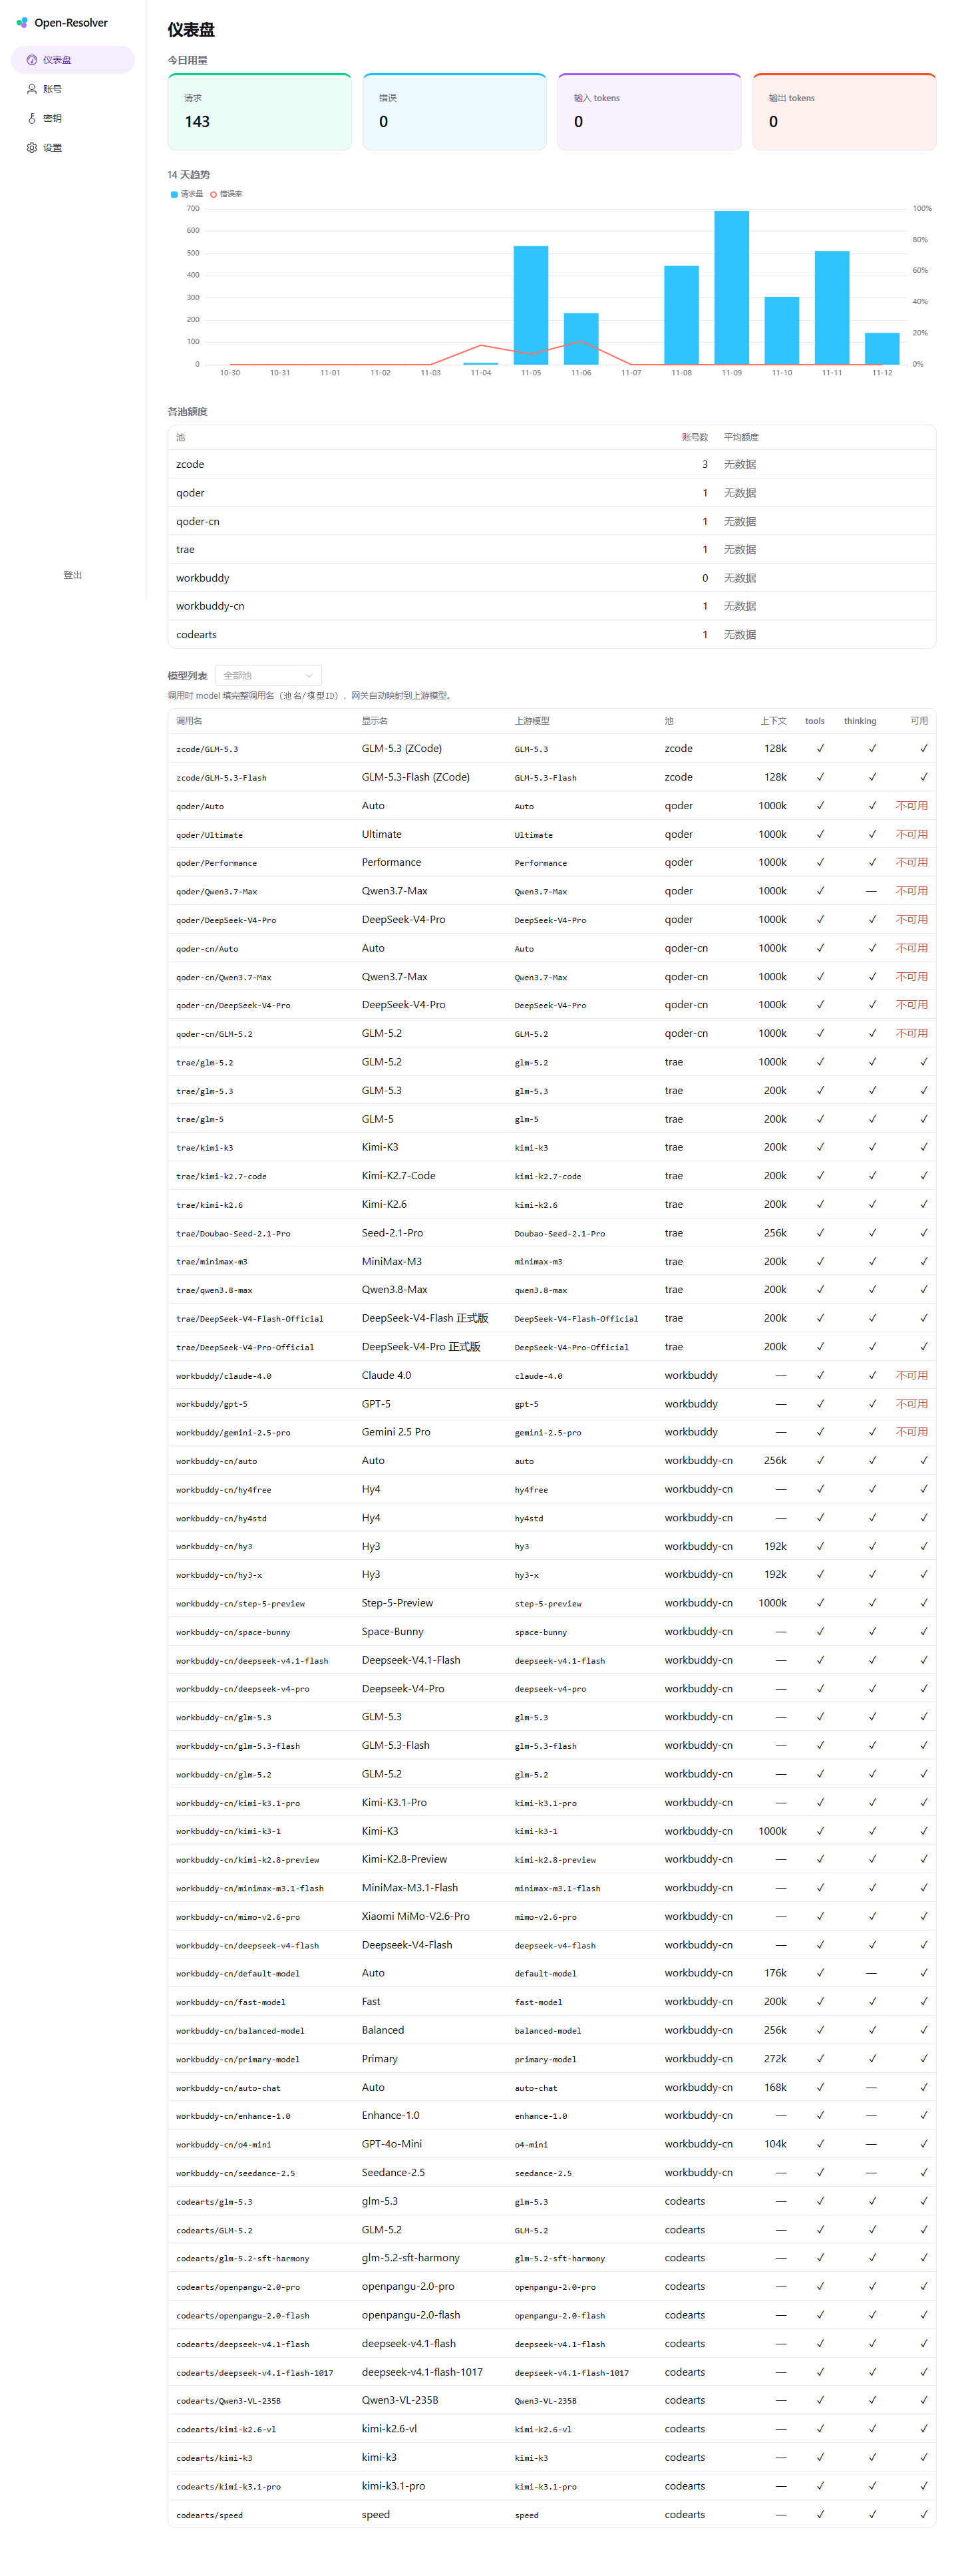 Open-Resolver
仪表盘
账号
密钥
设置
登出
仪表盘
今日用量
请求
143
错误
0
输入 tokens
0
输出 tokens
0
14 天趋势
请求量 错误率
700
600
500
400
300
200
100
0
100%
80%
60%
40%
20%
0%
10-30 10-31 11-01 11-02 11-03 11-04 11-05 11-06 11-07 11-08 11-09 11-10 11-11 11-12
各池额度
池 账号数 平均额度
zcode 3 无数据
qoder 1 无数据
qoder-cn 1 无数据
trae 1 无数据
workbuddy 0 无数据
workbuddy-cn 1 无数据
codearts 1 无数据
模型列表 全部池
调用时 model 填完整调用名（池名/模型ID），网关自动映射到上游模型。
调用名 显示名 上游模型 池 上下文 tools thinking 可用
zcode/GLM-5.3 GLM-5.3 (ZCode) GLM-5.3 zcode 128k ✓ ✓ ✓
zcode/GLM-5.3-Flash GLM-5.3-Flash (ZCode) GLM-5.3-Flash zcode 128k ✓ ✓ ✓
qoder/Auto Auto Auto qoder 1000k ✓ ✓ 不可用
qoder/Ultimate Ultimate Ultimate qoder 1000k ✓ ✓ 不可用
qoder/Performance Performance Performance qoder 1000k ✓ ✓ 不可用
qoder/Qwen3.7-Max Qwen3.7-Max Qwen3.7-Max qoder 1000k ✓ — 不可用
qoder/DeepSeek-V4-Pro DeepSeek-V4-Pro DeepSeek-V4-Pro qoder 1000k ✓ ✓ 不可用
qoder-cn/Auto Auto Auto qoder-cn 1000k ✓ ✓ 不可用
qoder-cn/Qwen3.7-Max Qwen3.7-Max Qwen3.7-Max qoder-cn 1000k ✓ ✓ 不可用
qoder-cn/DeepSeek-V4-Pro DeepSeek-V4-Pro DeepSeek-V4-Pro qoder-cn 1000k ✓ ✓ 不可用
qoder-cn/GLM-5.2 GLM-5.2 GLM-5.2 qoder-cn 1000k ✓ ✓ 不可用
trae/glm-5.2 GLM-5.2 glm-5.2 trae 1000k ✓ ✓ ✓
trae/glm-5.3 GLM-5.3 glm-5.3 trae 200k ✓ ✓ ✓
trae/glm-5 GLM-5 glm-5 trae 200k ✓ ✓ ✓
trae/kimi-k3 Kimi-K3 kimi-k3 trae 200k ✓ ✓ ✓
trae/kimi-k2.7-code Kimi-K2.7-Code kimi-k2.7-code trae 200k ✓ ✓ ✓
trae/kimi-k2.6 Kimi-K2.6 kimi-k2.6 trae 200k ✓ ✓ ✓
trae/Doubao-Seed-2.1-Pro Seed-2.1-Pro Doubao-Seed-2.1-Pro trae 256k ✓ ✓ ✓
trae/minimax-m3 MiniMax-M3 minimax-m3 trae 200k ✓ ✓ ✓
trae/qwen3.8-max Qwen3.8-Max qwen3.8-max trae 200k ✓ ✓ ✓
trae/DeepSeek-V4-Flash-Official DeepSeek-V4-Flash 正式版 DeepSeek-V4-Flash-Official trae 200k ✓ ✓ ✓
trae/DeepSeek-V4-Pro-Official DeepSeek-V4-Pro 正式版 DeepSeek-V4-Pro-Official trae 200k ✓ ✓ ✓
workbuddy/claude-4.0 Claude 4.0 claude-4.0 workbuddy — ✓ ✓ 不可用
workbuddy/gpt-5 GPT-5 gpt-5 workbuddy — ✓ ✓ 不可用
workbuddy/gemini-2.5-pro Gemini 2.5 Pro gemini-2.5-pro workbuddy — ✓ ✓ 不可用
workbuddy-cn/auto Auto auto workbuddy-cn 256k ✓ ✓ ✓
workbuddy-cn/hy4free Hy4 hy4free workbuddy-cn — ✓ ✓ ✓
workbuddy-cn/hy4std Hy4 hy4std workbuddy-cn — ✓ ✓ ✓
workbuddy-cn/hy3 Hy3 hy3 workbuddy-cn 192k ✓ ✓ ✓
workbuddy-cn/hy3-x Hy3 hy3-x workbuddy-cn 192k ✓ ✓ ✓
workbuddy-cn/step-5-preview Step-5-Preview step-5-preview workbuddy-cn 1000k ✓ ✓ ✓
workbuddy-cn/space-bunny Space-Bunny space-bunny workbuddy-cn — ✓ ✓ ✓
workbuddy-cn/deepseek-v4.1-flash Deepseek-V4.1-Flash deepseek-v4.1-flash workbuddy-cn — ✓ ✓ ✓
workbuddy-cn/deepseek-v4-pro Deepseek-V4-Pro deepseek-v4-pro workbuddy-cn — ✓ ✓ ✓
workbuddy-cn/glm-5.3 GLM-5.3 glm-5.3 workbuddy-cn — ✓ ✓ ✓
workbuddy-cn/glm-5.3-flash GLM-5.3-Flash glm-5.3-flash workbuddy-cn — ✓ ✓ ✓
workbuddy-cn/glm-5.2 GLM-5.2 glm-5.2 workbuddy-cn — ✓ ✓ ✓
workbuddy-cn/kimi-k3.1-pro Kimi-K3.1-Pro kimi-k3.1-pro workbuddy-cn — ✓ ✓ ✓
workbuddy-cn/kimi-k3-1 Kimi-K3 kimi-k3-1 workbuddy-cn 1000k ✓ ✓ ✓
workbuddy-cn/kimi-k2.8-preview Kimi-K2.8-Preview kimi-k2.8-preview workbuddy-cn — ✓ ✓ ✓
workbuddy-cn/minimax-m3.1-flash MiniMax-M3.1-Flash minimax-m3.1-flash workbuddy-cn — ✓ ✓ ✓
workbuddy-cn/mimo-v2.6-pro Xiaomi MiMo-V2.6-Pro mimo-v2.6-pro workbuddy-cn — ✓ ✓ ✓
workbuddy-cn/deepseek-v4-flash Deepseek-V4-Flash deepseek-v4-flash workbuddy-cn — ✓ ✓ ✓
workbuddy-cn/default-model Auto default-model workbuddy-cn 176k ✓ — ✓
workbuddy-cn/fast-model Fast fast-model workbuddy-cn 200k ✓ ✓ ✓
workbuddy-cn/balanced-model Balanced balanced-model workbuddy-cn 256k ✓ ✓ ✓
workbuddy-cn/primary-model Primary primary-model workbuddy-cn 272k ✓ ✓ ✓
workbuddy-cn/auto-chat Auto auto-chat workbuddy-cn 168k ✓ — ✓
workbuddy-cn/enhance-1.0 Enhance-1.0 enhance-1.0 workbuddy-cn — ✓ — ✓
workbuddy-cn/o4-mini GPT-4o-Mini o4-mini workbuddy-cn 104k ✓ — ✓
workbuddy-cn/seedance-2.5 Seedance-2.5 seedance-2.5 workbuddy-cn — ✓ — ✓
codearts/glm-5.3 glm-5.3 glm-5.3 codearts — ✓ ✓ ✓
codearts/GLM-5.2 GLM-5.2 GLM-5.2 codearts — ✓ ✓ ✓
codearts/glm-5.2-sft-harmony glm-5.2-sft-harmony glm-5.2-sft-harmony codearts — ✓ ✓ ✓
codearts/openpangu-2.0-pro openpangu-2.0-pro openpangu-2.0-pro codearts — ✓ ✓ ✓
codearts/openpangu-2.0-flash openpangu-2.0-flash openpangu-2.0-flash codearts — ✓ ✓ ✓
codearts/deepseek-v4.1-flash deepseek-v4.1-flash deepseek-v4.1-flash codearts — ✓ ✓ ✓
codearts/deepseek-v4.1-flash-1017 deepseek-v4.1-flash-1017 deepseek-v4.1-flash-1017 codearts — ✓ ✓ ✓
codearts/Qwen3-VL-235B Qwen3-VL-235B Qwen3-VL-235B codearts — ✓ ✓ ✓
codearts/kimi-k2.6-vl kimi-k2.6-vl kimi-k2.6-vl codearts — ✓ ✓ ✓
codearts/kimi-k3 kimi-k3 kimi-k3 codearts — ✓ ✓ ✓
codearts/kimi-k3.1-pro kimi-k3.1-pro kimi-k3.1-pro codearts — ✓ ✓ ✓
codearts/speed speed speed codearts — ✓ ✓ ✓